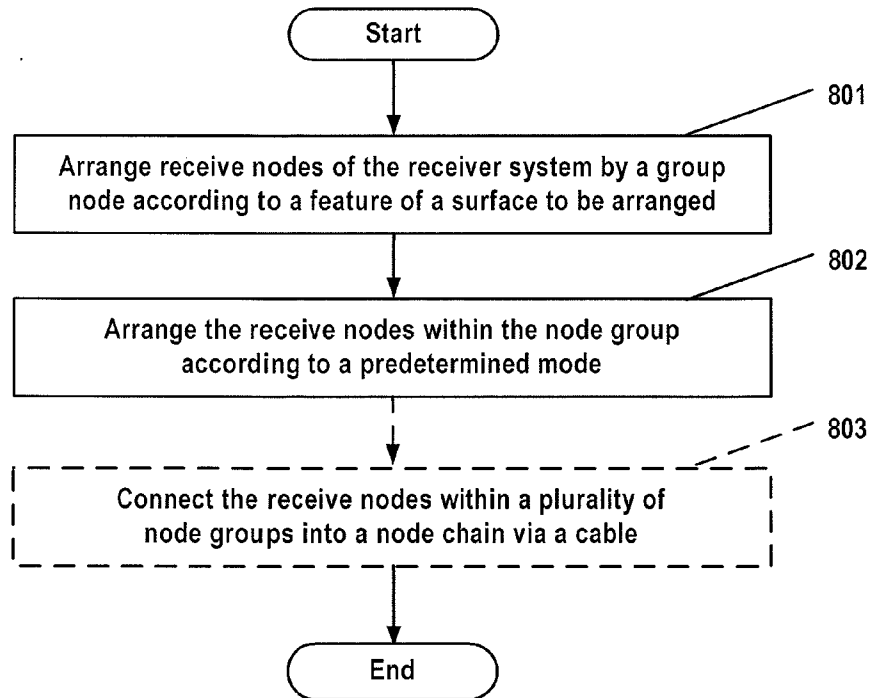 Start
801
Arrange receive nodes of the receiver system by a group
node according to a feature of a surface to be arranged
802
Arrange the receive nodes within the node group
according to a predetermined mode
803
Connect the receive nodes within a plurality of
node groups into a node chain via a cable
End